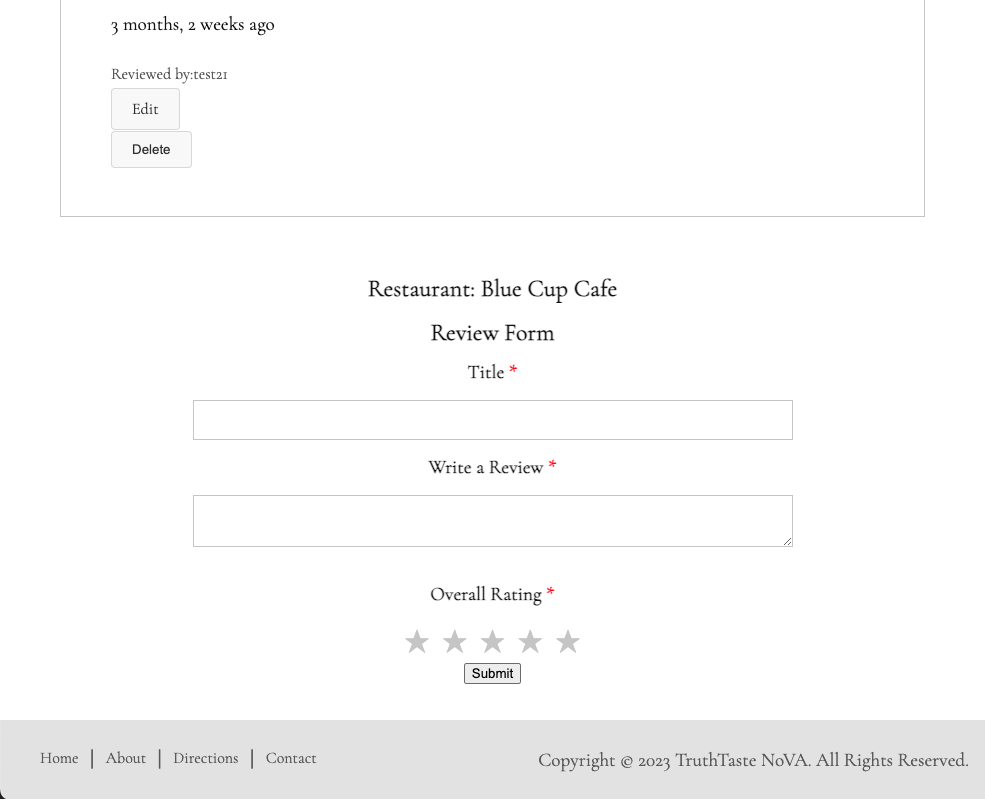 3 months, 2 weeks ago
Reviewed by:test21
Edit
Delete
Restaurant: Blue Cup Cafe
Review Form
Title *
Write a Review *
Overall Rating *
Submit
Home | About | Directions | Contact
Copyright © 2023 TruthTaste NoVA. All Rights Reserved.